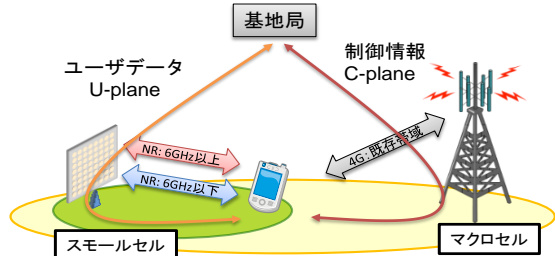 基地局
ユーザデータ
U-plane
制御情報
C-plane
NR: 6GHz以上
NR: 6GHz以下
4G: 既存帯域
スモールセル
マクロセル